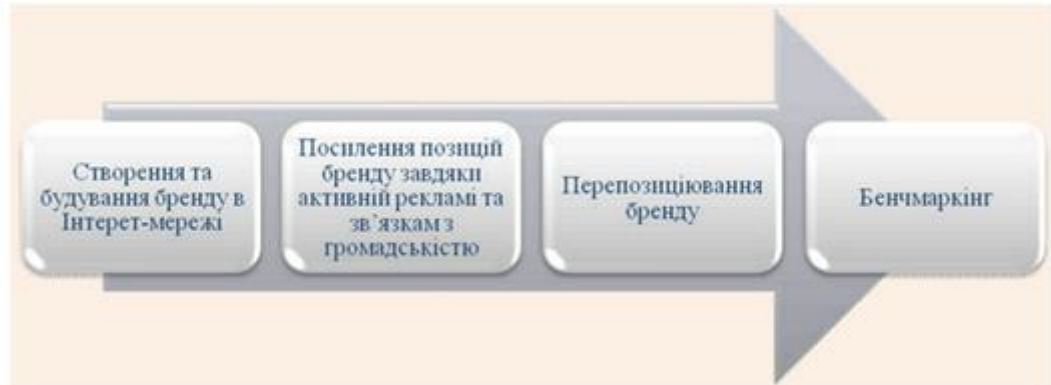 Створення та
будування бренду в
Інтерет-мережі
Посилення позицій
бренду завдяки
активній рекламі та
зв’язкам з
громадськістю
Перепозиціювання
бренду
Бенчмаркінг